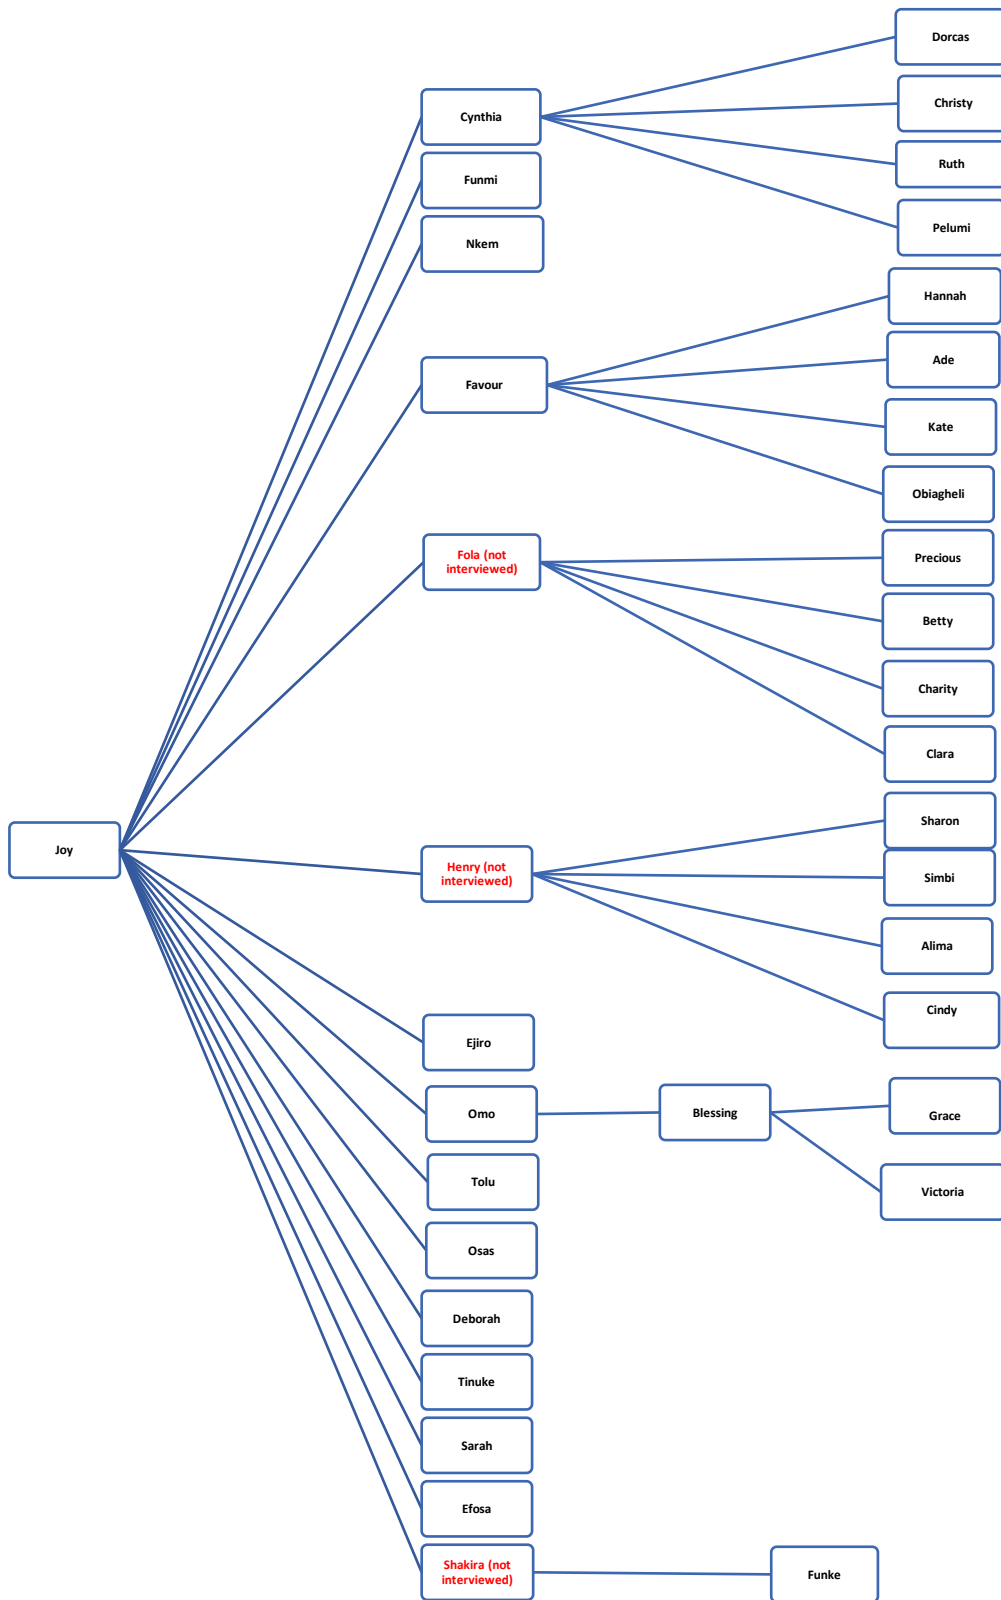 Dorcas
Cynthia
Christy
Funmi
Ruth
Nkem
Pelumi
Hannah
Favour
Ade
Kate
Obiagheli
Fola (not
interviewed)
Precious
Betty
Charity
Clara
Joy
Henry (not
interviewed)
Sharon
Simbi
Alima
Cindy
Ejiro
Omo
Blessing
Grace
Tolu
Victoria
Osas
Deborah
Tinuke
Sarah
Efosa
Shakira (not
interviewed)
Funke